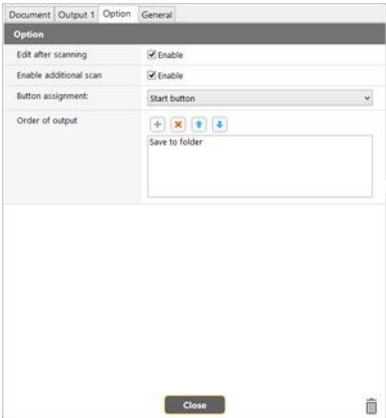 Document Output 1 Option General
Option
Edit after scanning Enable
Enable additional scan Enable
Button assignment: Start button
Order of output
Save to folder
Close